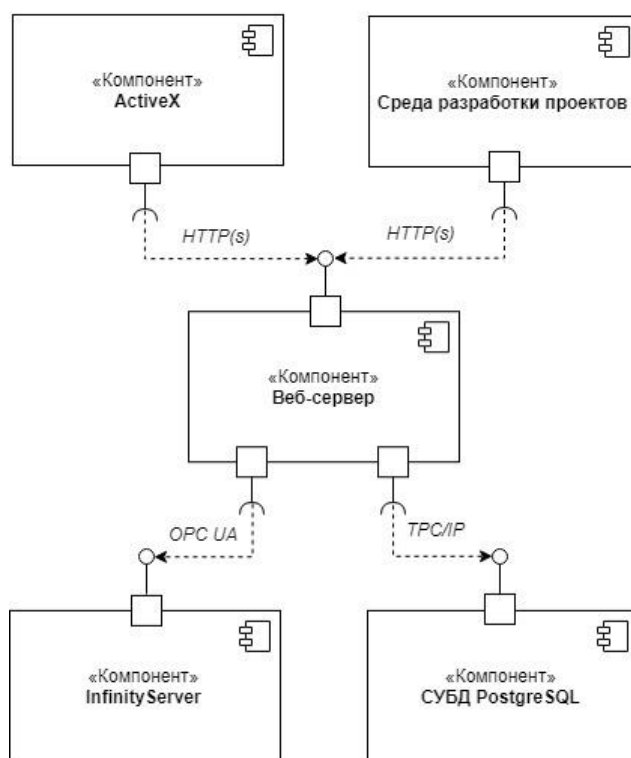 «Компонент»
ActiveX
«Компонент»
Среда разработки проектов
HTTP(s)
HTTP(s)
«Компонент»
Веб-сервер
OPC UA
TPC/IP
«Компонент»
InfinityServer
«Компонент»
СУБД PostgreSQL